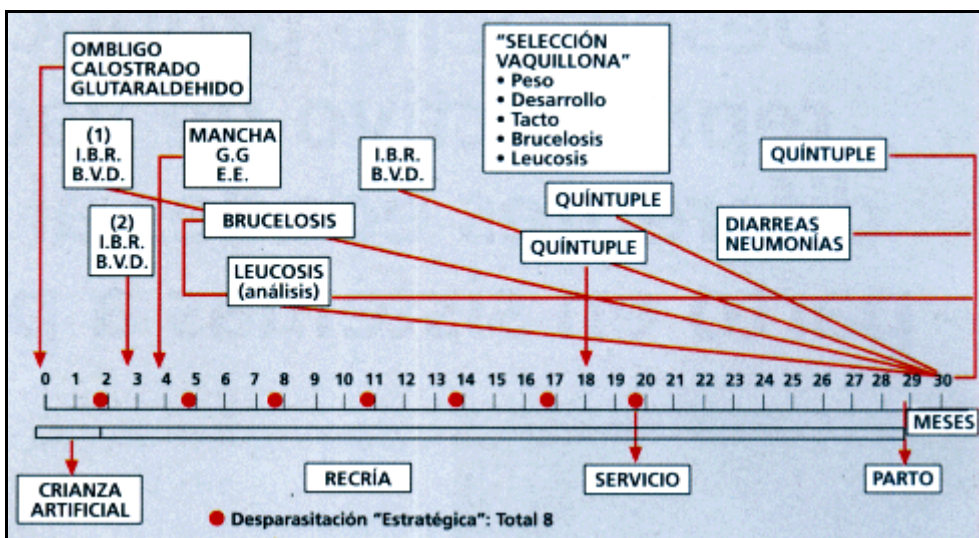 OMBLIGO
CALOSTRADO
GLUTARALDEHIDO
"SELECCIÓN
VAQUILLONA"
• Peso
• Desarrollo
• Tacto
• Brucelosis
• Leucosis
(1)
I.B.R.
B.V.D.
MANCHA
G.G
E.E.
I.B.R.
B.V.D.
QUÍNTUPLE
(2)
I.B.R.
B.V.D.
BRUCELOSIS
QUÍNTUPLE
DIARREAS
NEUMONÍAS
QUÍNTUPLE
LEUCOSIS
(análisis)
0 1 2 3 4 5 6 7 8 9 10 11 12 13 14 15 16 17 18 19 20 21 22 23 24 25 26 27 28 29 30
MESES
CRIANZA
ARTIFICIAL
RECRÍA
SERVICIO
PARTO
Desparasitación "Estratégica": Total 8